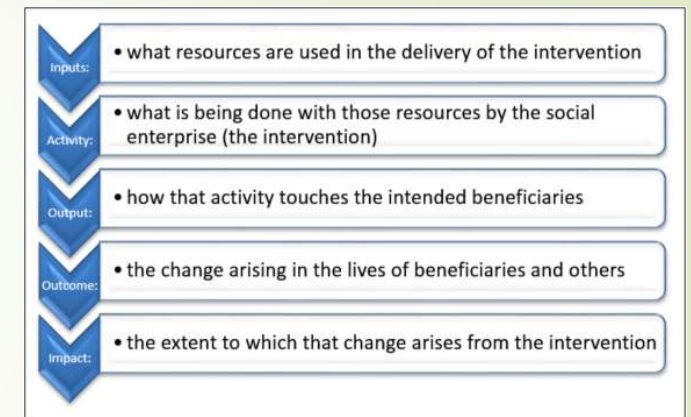 Inputs:
• what resources are used in the delivery of the intervention
Activity:
• what is being done with those resources by the social
enterprise (the intervention)
Output:
• how that activity touches the intended beneficiaries
Outcome:
• the change arising in the lives of beneficiaries and others
Impact:
• the extent to which that change arises from the intervention